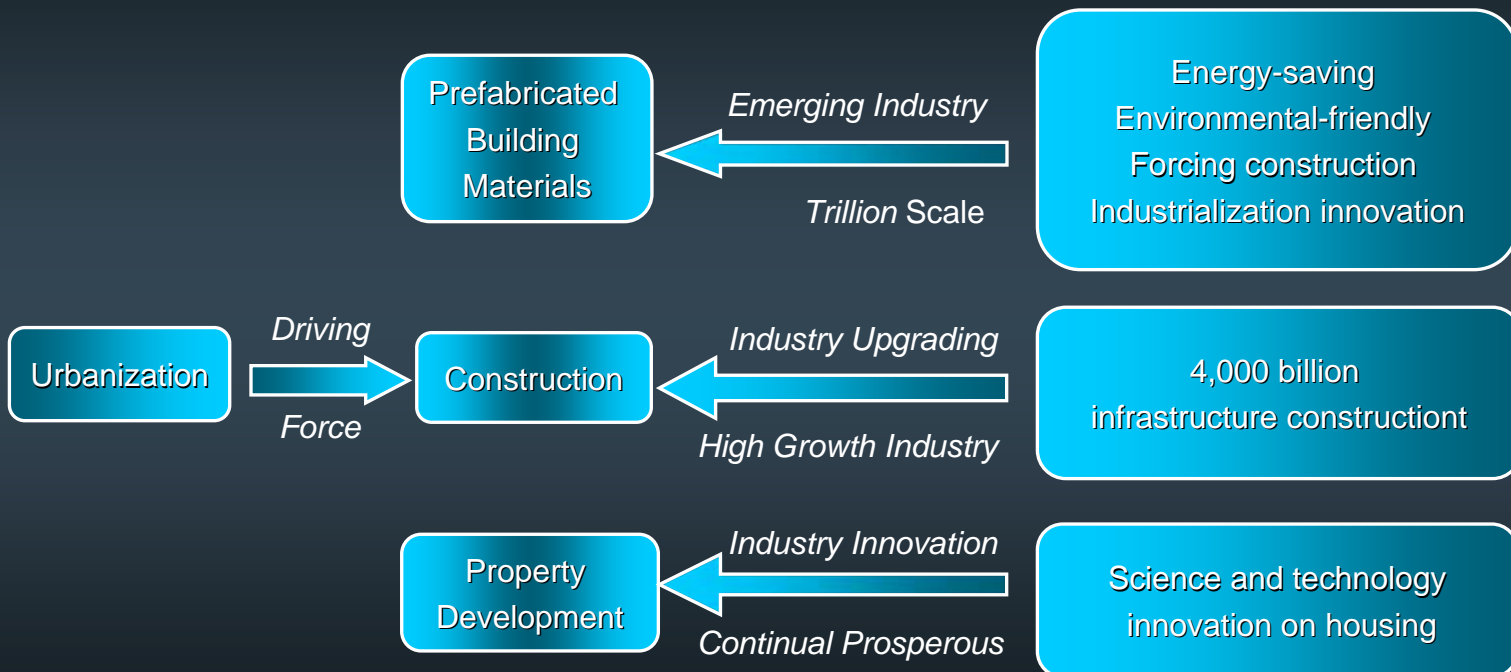 Prefabricated
Building
Materials
Emerging Industry
Trillion Scale
Energy-saving
Environmental-friendly
Forcing construction
Industrialization innovation
Urbanization
Driving
Force
Construction
Industry Upgrading
High Growth Industry
4,000 billion
infrastructure constructiont
Property
Development
Industry Innovation
Continual Prosperous
Science and technology
innovation on housing